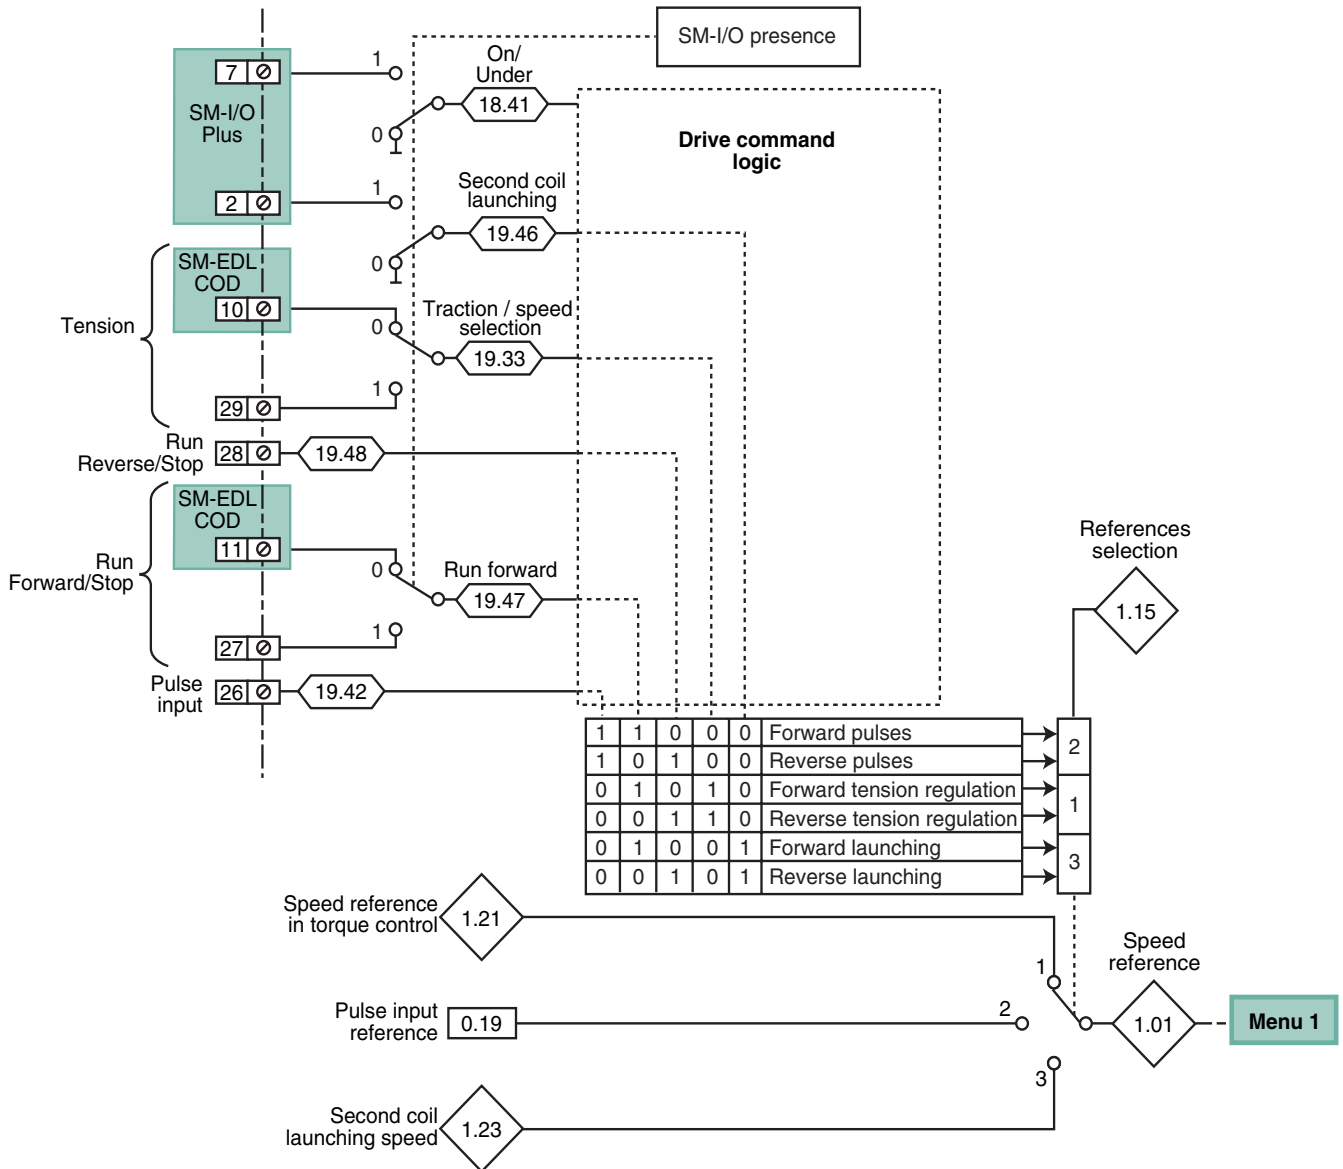 SM-I/O presence
7
1
On/
Under
18.41
SM-I/O
Plus
0
Drive command
logic
2
1
Second coil
launching
19.46
0
SM-EDL
COD
10
Tension
0
Traction / speed
selection
19.33
1
29
Run
Reverse/Stop
28
19.48
SM-EDL
COD
11
Run
Forward/Stop
0
Run forward
19.47
1
27
Pulse
input
26
19.42
References
selection
1.15
1 1 0 0 0 Forward pulses
1 0 1 0 0 Reverse pulses
2
0 1 0 1 0 Forward tension regulation
0 0 1 1 0 Reverse tension regulation
1
0 1 0 0 1 Forward launching
0 0 1 0 1 Reverse launching
3
Speed reference
in torque control
1.21
1
Speed
reference
Pulse input
reference
0.19
2
1.01
Menu 1
3
Second coil
launching speed
1.23